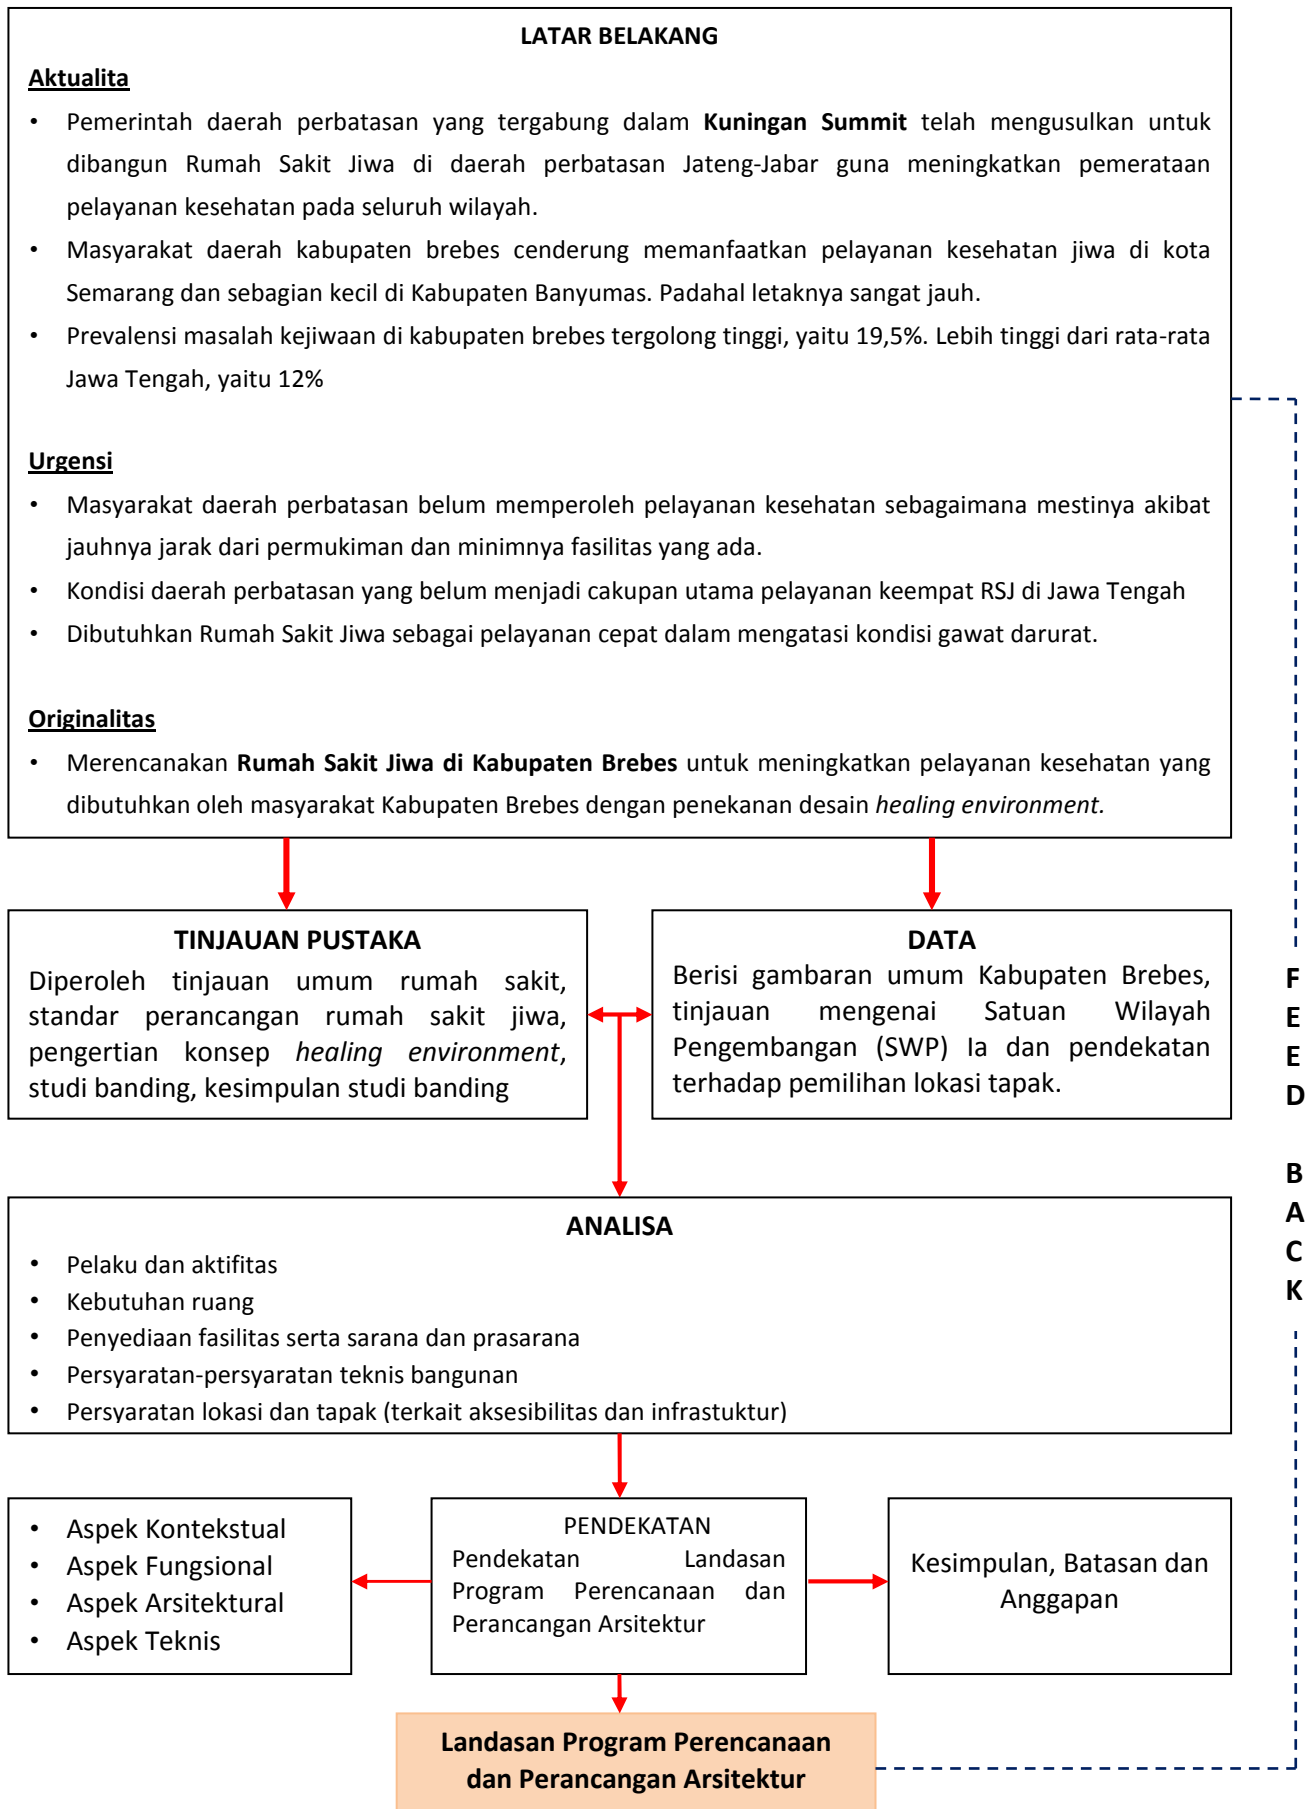 LATAR BELAKANG
Aktualita
• Pemerintah daerah perbatasan yang tergabung dalam Kuningan Summit telah mengusulkan untuk
dibangun Rumah Sakit Jiwa di daerah perbatasan Jateng-Jabar guna meningkatkan pemerataan
pelayanan kesehatan pada seluruh wilayah.
• Masyarakat daerah kabupaten brebes cenderung memanfaatkan pelayanan kesehatan jiwa di kota
Semarang dan sebagian kecil di Kabupaten Banyumas. Padahal letaknya sangat jauh.
• Prevalensi masalah kejiwaan di kabupaten brebes tergolong tinggi, yaitu 19,5%. Lebih tinggi dari rata-rata
Jawa Tengah, yaitu 12%
Urgensi
• Masyarakat daerah perbatasan belum memperoleh pelayanan kesehatan sebagaimana mestinya akibat
jauhnya jarak dari permukiman dan minimnya fasilitas yang ada.
• Kondisi daerah perbatasan yang belum menjadi cakupan utama pelayanan keempat RSJ di Jawa Tengah
• Dibutuhkan Rumah Sakit Jiwa sebagai pelayanan cepat dalam mengatasi kondisi gawat darurat.
Originalitas
• Merencanakan Rumah Sakit Jiwa di Kabupaten Brebes untuk meningkatkan pelayanan kesehatan yang
dibutuhkan oleh masyarakat Kabupaten Brebes dengan penekanan desain healing environment.
TINJAUAN PUSTAKA
Diperoleh tinjauan umum rumah sakit,
standar perancangan rumah sakit jiwa,
pengertian konsep healing environment,
studi banding, kesimpulan studi banding
DATA
Berisi gambaran umum Kabupaten Brebes,
tinjauan mengenai Satuan Wilayah
Pengembangan (SWP) Ia dan pendekatan
terhadap pemilihan lokasi tapak.
F
E
E
D
B
A
C
K
ANALISA
• Pelaku dan aktifitas
• Kebutuhan ruang
• Penyediaan fasilitas serta sarana dan prasarana
• Persyaratan-persyaratan teknis bangunan
• Persyaratan lokasi dan tapak (terkait aksesibilitas dan infrastuktur)
• Aspek Kontekstual
• Aspek Fungsional
• Aspek Arsitektural
• Aspek Teknis
PENDEKATAN
Pendekatan Landasan
Program Perencanaan dan
Perancangan Arsitektur
Kesimpulan, Batasan dan
Anggapan
Landasan Program Perencanaan
dan Perancangan Arsitektur